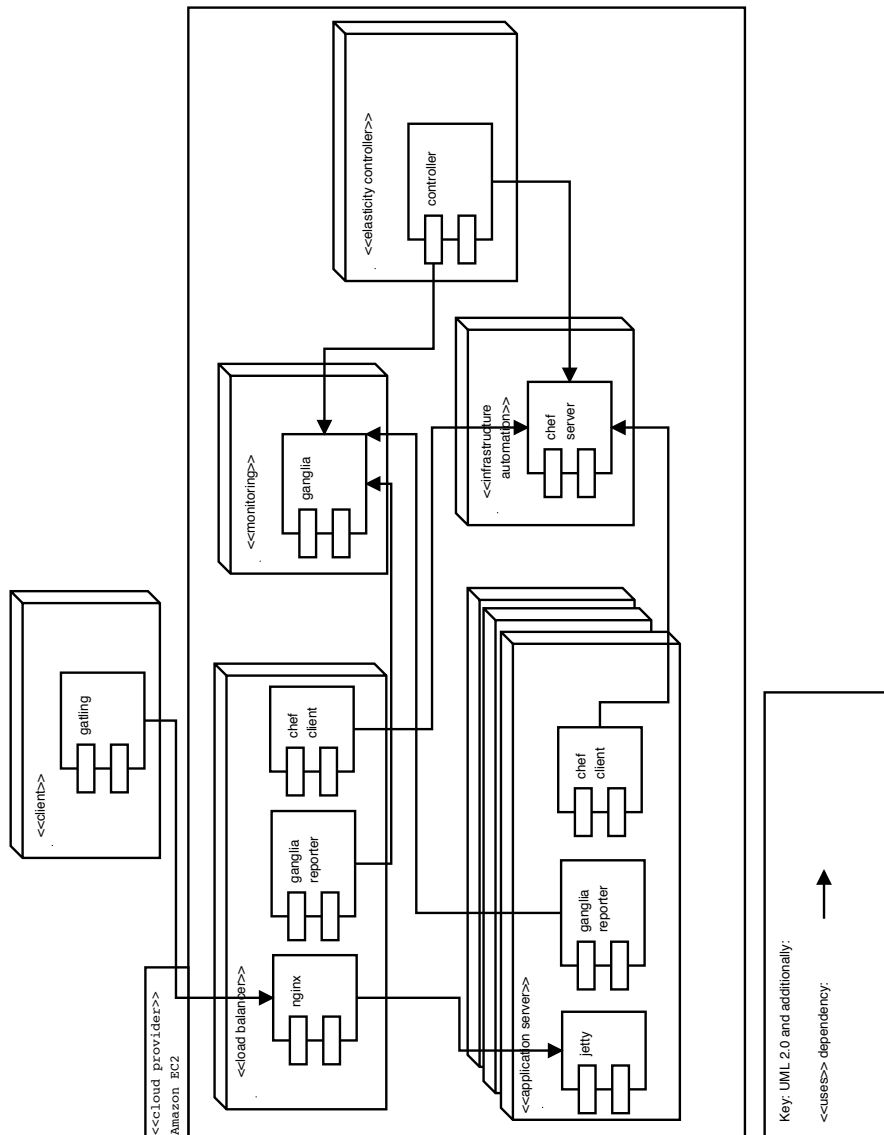 <<client>>
gatling
<<cloud provider>>
Amazon EC2
<<load balancer>>
nginx
ganglia
reporter
chef
client
<<monitoring>>
ganglia
<<elasticity controller>>
controller
<<infrastructure
automation>>
chef
server
<<application server>>
jetty
ganglia
reporter
chef
client
Key: UML 2.0 and additionally:
<<uses>> dependency: